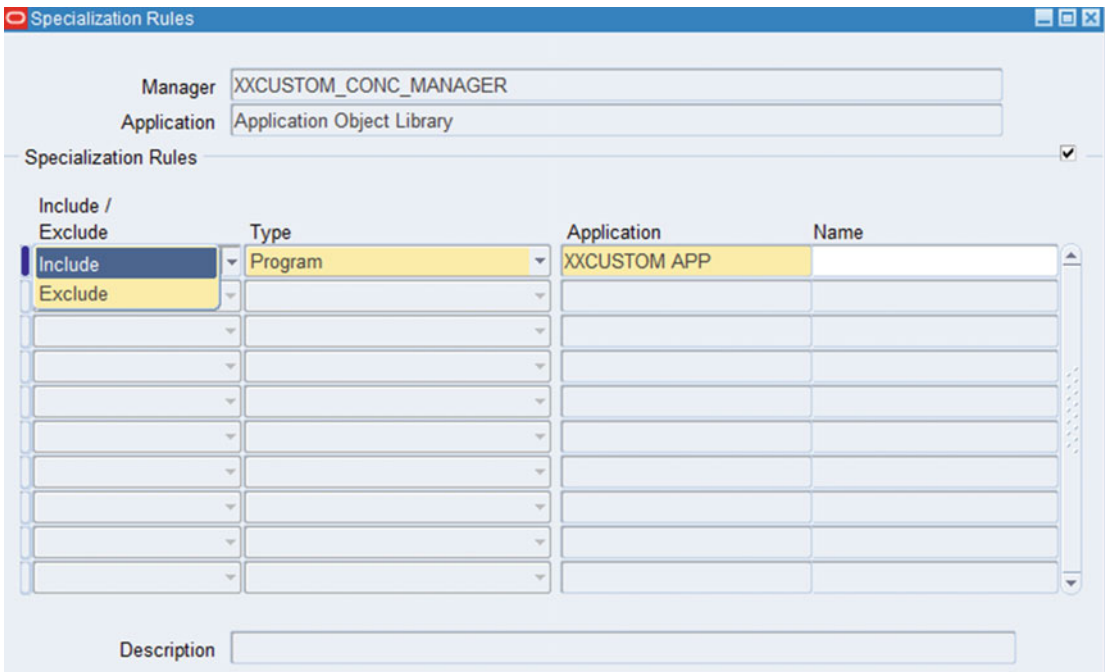 Specialization Rules
Manager XXCUSTOM_CONC_MANAGER
Application Application Object Library
Specialization Rules
Include /
Exclude Type Application Name
Include Program XXCUSTOM APP
Exclude
Description